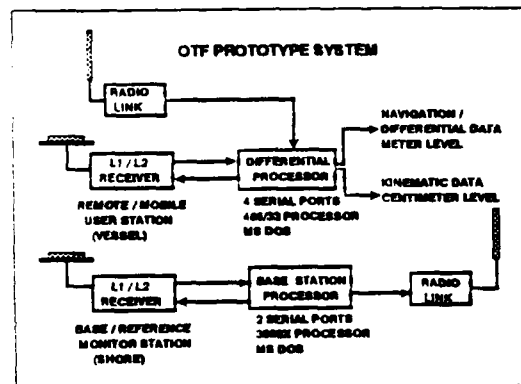 OTF PROTOTYPE SYSTEM
RADIO
LINK
NAVIGATION /
DIFFERENTIAL DATA
METER LEVEL
L1 / L2
RECEIVER
DIFFERENTIAL
PROCESSOR
KINEMATIC DATA
CENTIMETER LEVEL
REMOTE / MOBILE
USER STATION
(VESSEL)
4 SERIAL PORTS
486/33 PROCESSOR
MS DOS
L1 / L2
RECEIVER
BASE STATION
PROCESSOR
RADIO
LINK
BASE / REFERENCE
MONITOR STATION
(SHORE)
2 SERIAL PORTS
PROCESSOR
MS DOS